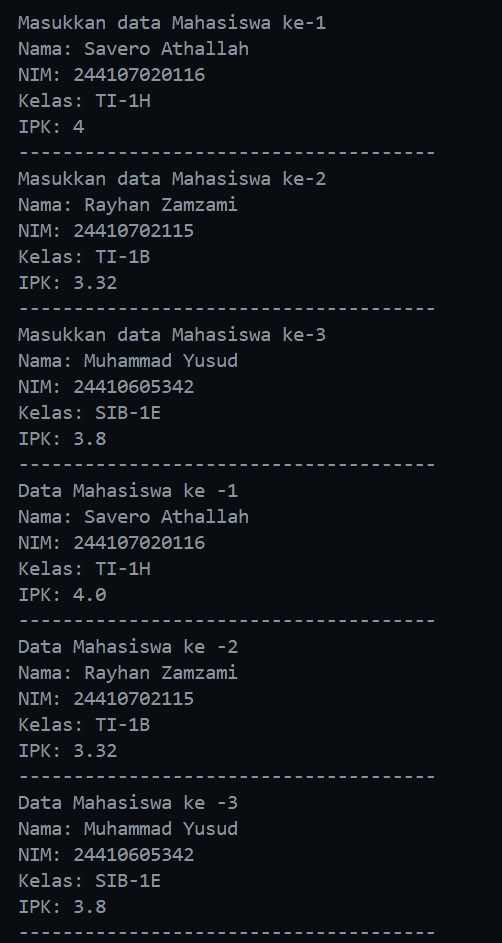 Masukkan data Mahasiswa ke-1
Nama: Savero Athallah
NIM: 244107020116
Kelas: TI-1H
IPK: 4
--------------------------------------
Masukkan data Mahasiswa ke-2
Nama: Rayhan Zamzami
NIM: 24410702115
Kelas: TI-1B
IPK: 3.32
--------------------------------------
Masukkan data Mahasiswa ke-3
Nama: Muhammad Yusud
NIM: 24410605342
Kelas: SIB-1E
IPK: 3.8
--------------------------------------
Data Mahasiswa ke -1
Nama: Savero Athallah
NIM: 244107020116
Kelas: TI-1H
IPK: 4.0
--------------------------------------
Data Mahasiswa ke -2
Nama: Rayhan Zamzami
NIM: 24410702115
Kelas: TI-1B
IPK: 3.32
--------------------------------------
Data Mahasiswa ke -3
Nama: Muhammad Yusud
NIM: 24410605342
Kelas: SIB-1E
IPK: 3.8
--------------------------------------